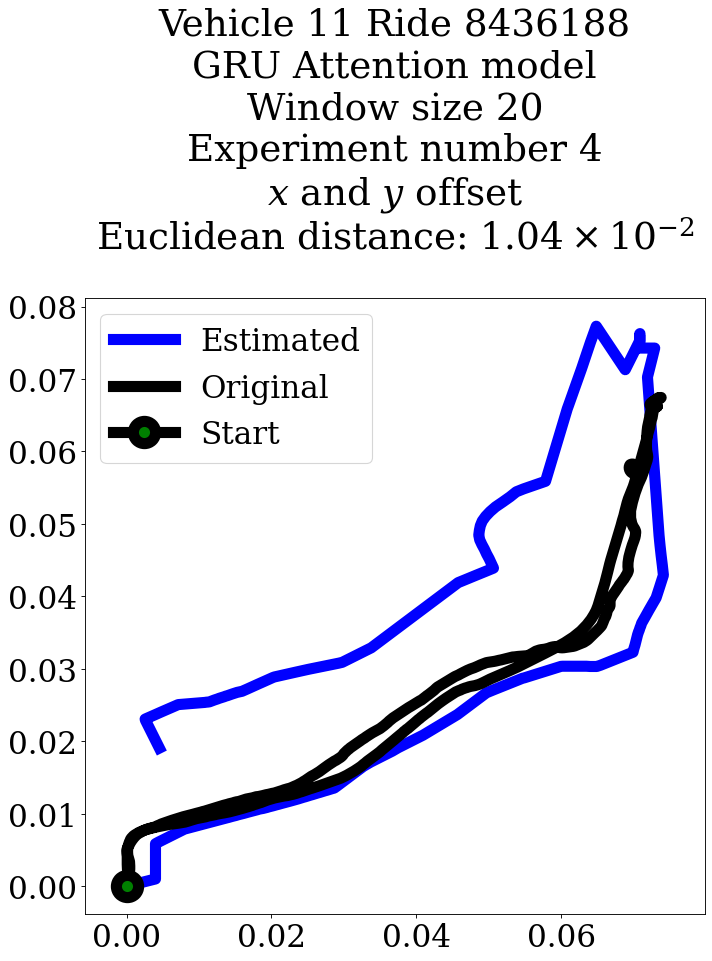 Vehicle 11 Ride 8436188
GRU Attention model
Window size 20
Experiment number 4
x and y offset
Euclidean distance: 1.04 × 10⁻²
Estimated
Original
Start
0.08
0.07
0.06
0.05
0.04
0.03
0.02
0.01
0.00
0.00 0.02 0.04 0.06